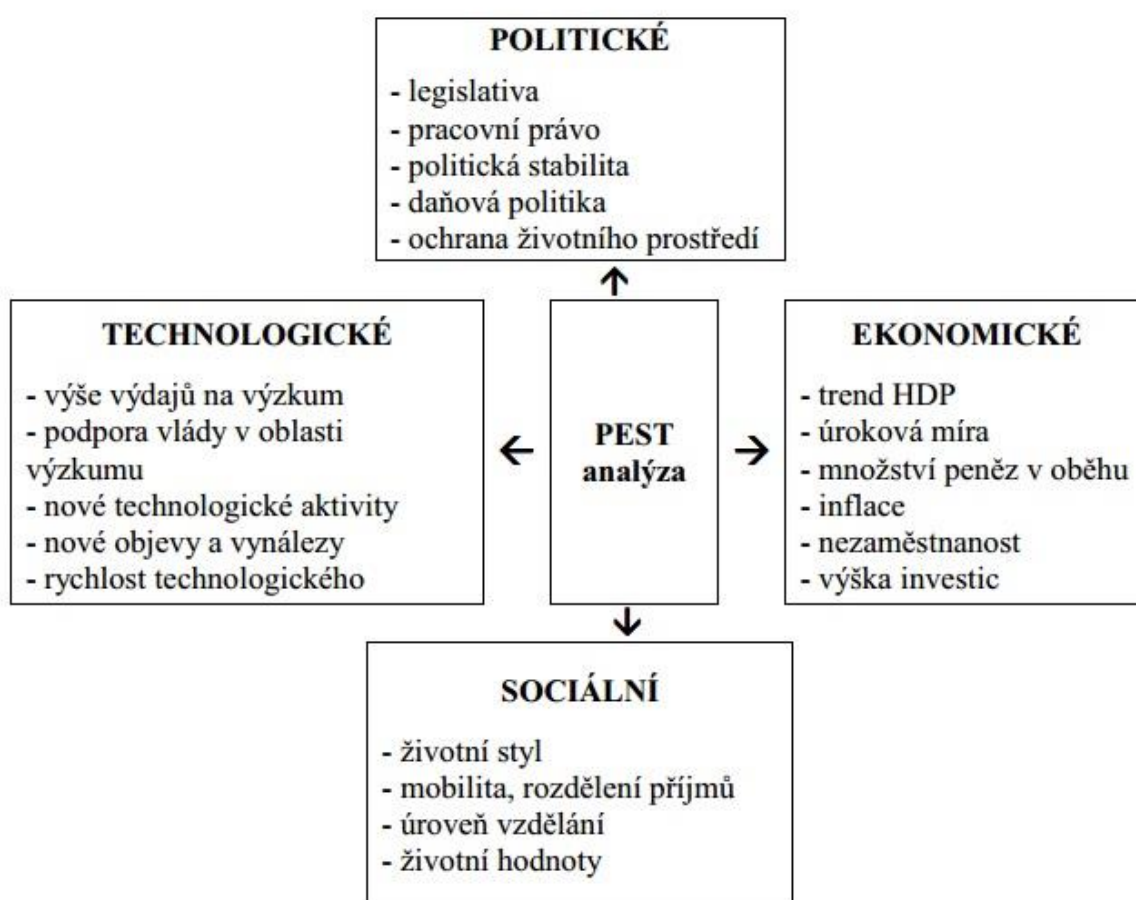 POLITICKÉ
- legislativa
- pracovní právo
- politická stabilita
- daňová politika
- ochrana životního prostředí
TECHNOLOGICKÉ
- výše výdajů na výzkum
- podpora vlády v oblasti
výzkumu
- nové technologické aktivity
- nové objevy a vynálezy
- rychlost technologického
PEST
analýza
EKONOMICKÉ
- trend HDP
- úroková míra
- množství peněz v oběhu
- inflace
- nezaměstnanost
- výška investic
SOCIÁLNÍ
- životní styl
- mobilita, rozdělení příjmů
- úroveň vzdělání
- životní hodnoty